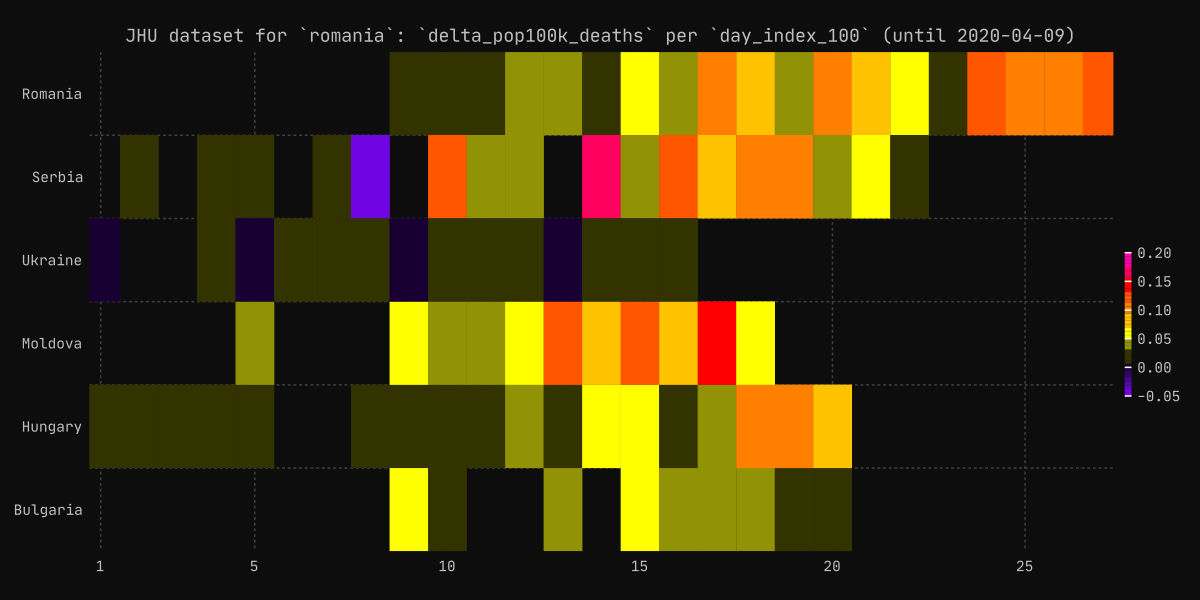 JHU dataset for `romania`: `delta_pop100k_deaths` per `day_index_100` (until 2020-04-09)
Romania
Serbia
Ukraine
Moldova
Hungary
Bulgaria
0.20
0.15
0.10
0.05
0.00
-0.05
1 5 10 15 20 25